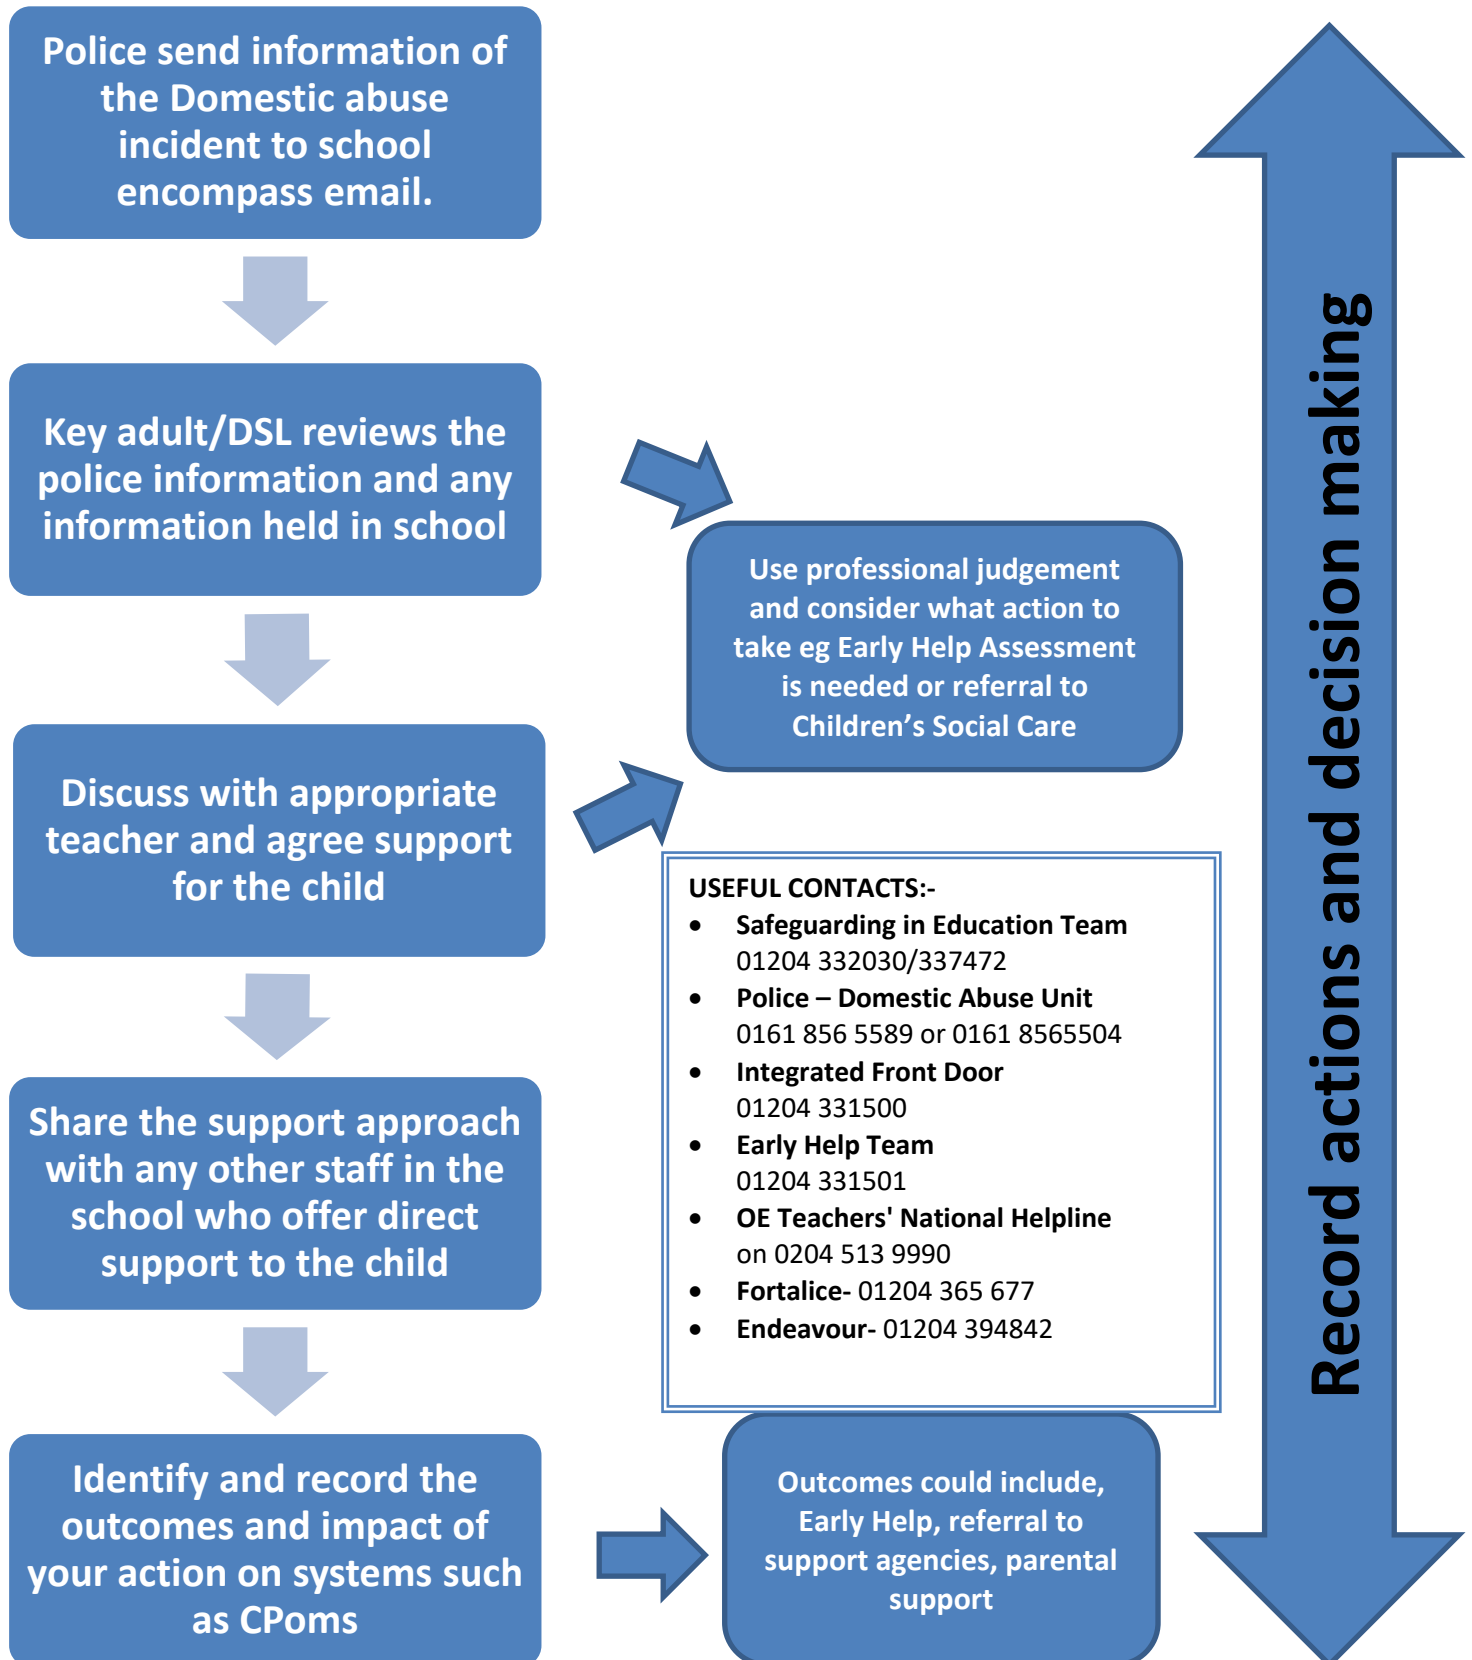 Police send information of
the Domestic abuse
incident to school
encompass email.
Key adult/DSL reviews the
police information and any
information held in school
Use professional judgement
and consider what action to
take eg Early Help Assessment
is needed or referral to
Children’s Social Care
Discuss with appropriate
teacher and agree support
for the child
USEFUL CONTACTS:-
• Safeguarding in Education Team
01204 332030/337472
• Police – Domestic Abuse Unit
0161 856 5589 or 0161 8565504
• Integrated Front Door
01204 331500
• Early Help Team
01204 331501
• OE Teachers' National Helpline
on 0204 513 9990
• Fortalice- 01204 365 677
• Endeavour- 01204 394842
Share the support approach
with any other staff in the
school who offer direct
support to the child
Identify and record the
outcomes and impact of
your action on systems such
as CPoms
Outcomes could include,
Early Help, referral to
support agencies, parental
support
Record actions and decision making